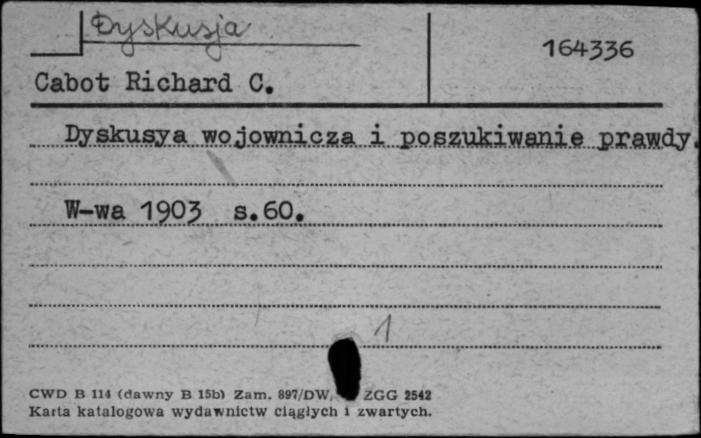 Dyskusja
164336
Cabot Richard C.
Dyskusya wojownicza i poszukiwanie prawdy.
W-wa 1903 s.60.
1
CWD B 114 (dawny B 15b) Zam. 897/DW, ZGG 2542
Karta katalogowa wydawnictw ciągłych i zwartych.